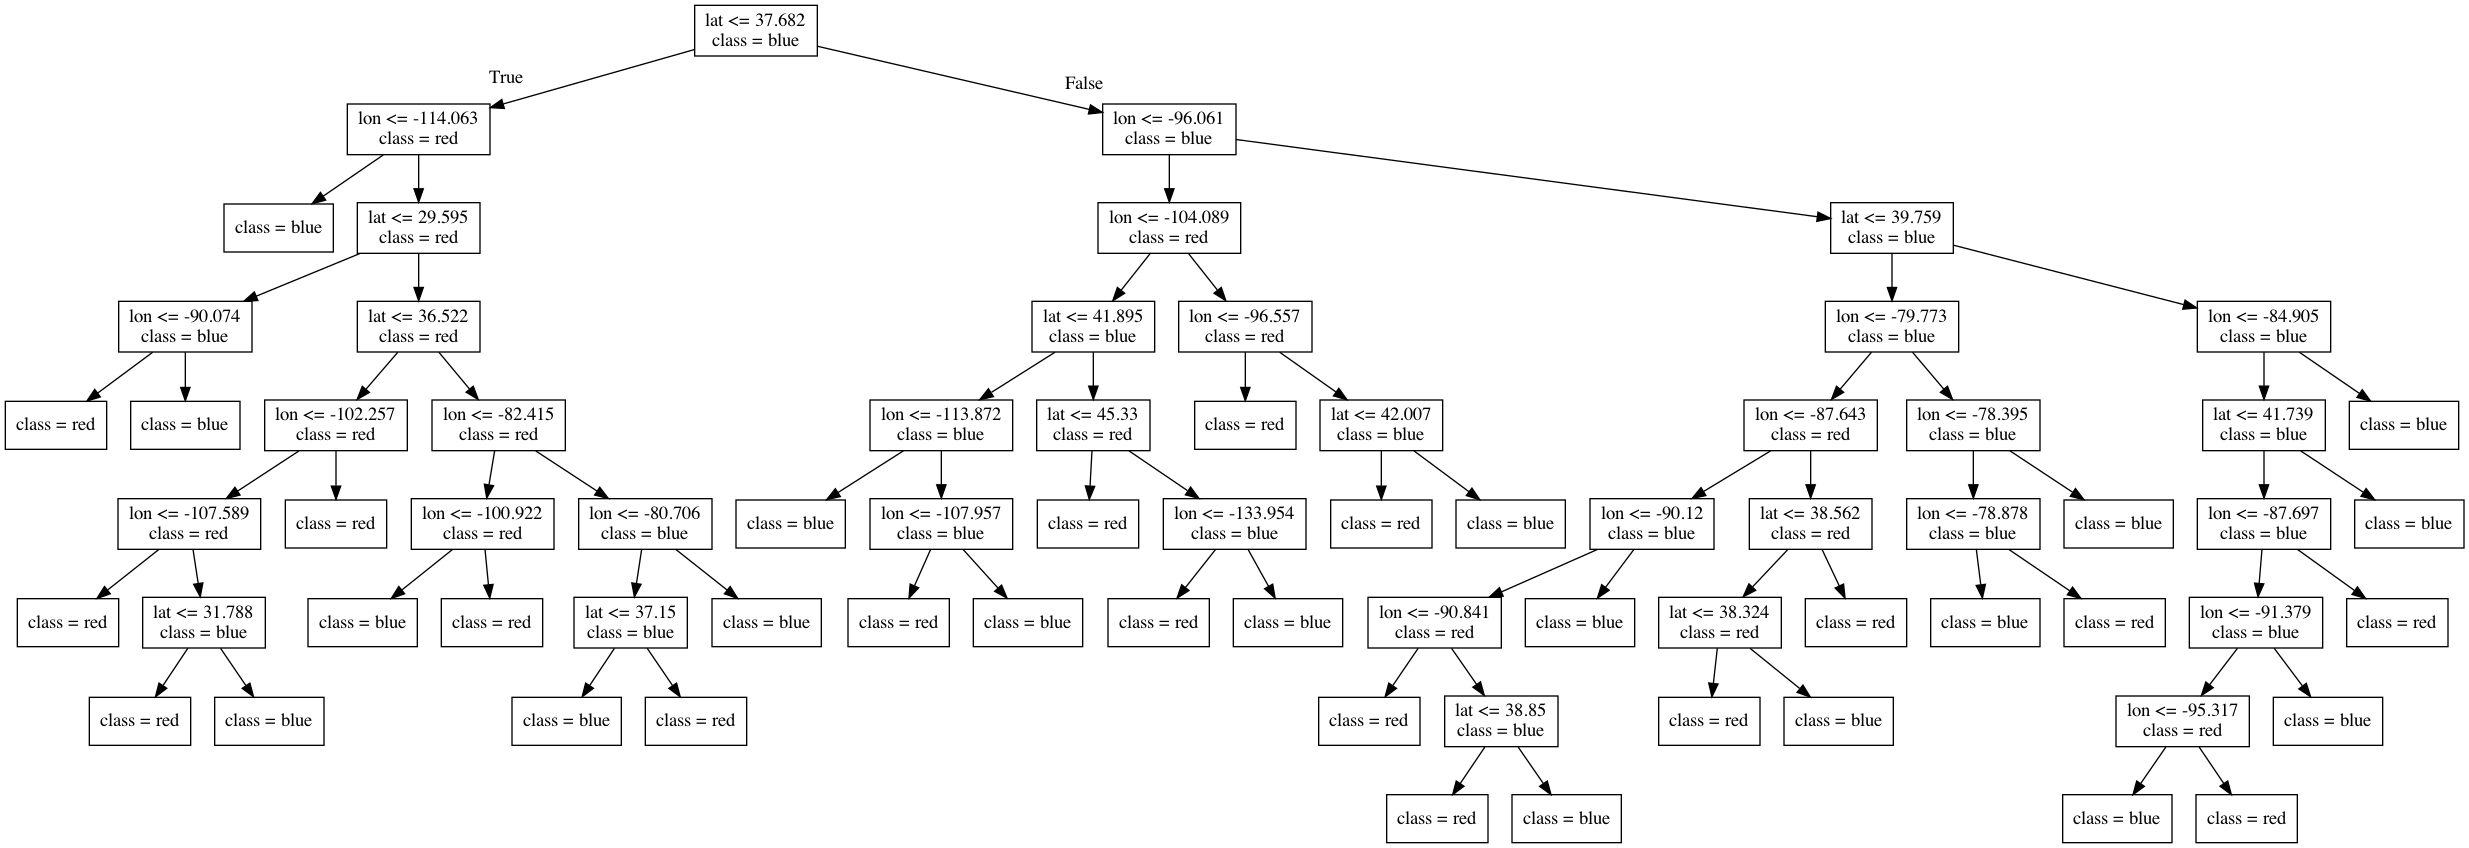 lat <= 37.682
class = blue
True
False
lon <= -114.063
class = red
lon <= -96.061
class = blue
class = blue
lat <= 29.595
class = red
lon <= -104.089
class = red
lat <= 39.759
class = blue
lon <= -90.074
class = blue
lat <= 36.522
class = red
lat <= 41.895
class = blue
lon <= -96.557
class = red
lon <= -79.773
class = blue
lon <= -84.905
class = blue
class = red
class = blue
lon <= -102.257
class = red
lon <= -82.415
class = red
lon <= -113.872
class = blue
lat <= 45.33
class = red
class = red
lat <= 42.007
class = blue
lon <= -87.643
class = red
lon <= -78.395
class = blue
lat <= 41.739
class = blue
class = blue
lon <= -107.589
class = red
class = red
lon <= -100.922
class = red
lon <= -80.706
class = blue
class = blue
lon <= -107.957
class = blue
class = red
lon <= -133.954
class = blue
class = red
class = blue
lon <= -90.12
class = blue
lat <= 38.562
class = red
lon <= -78.878
class = blue
class = blue
lon <= -87.697
class = blue
class = blue
class = red
lat <= 31.788
class = blue
class = blue
class = red
lat <= 37.15
class = blue
class = blue
class = red
class = blue
class = red
class = blue
lon <= -90.841
class = red
class = blue
lat <= 38.324
class = red
class = red
class = blue
class = red
lon <= -91.379
class = blue
class = red
class = red
class = blue
class = blue
class = red
class = red
lat <= 38.85
class = blue
class = red
class = blue
lon <= -95.317
class = red
class = blue
class = red
class = blue
class = blue
class = red